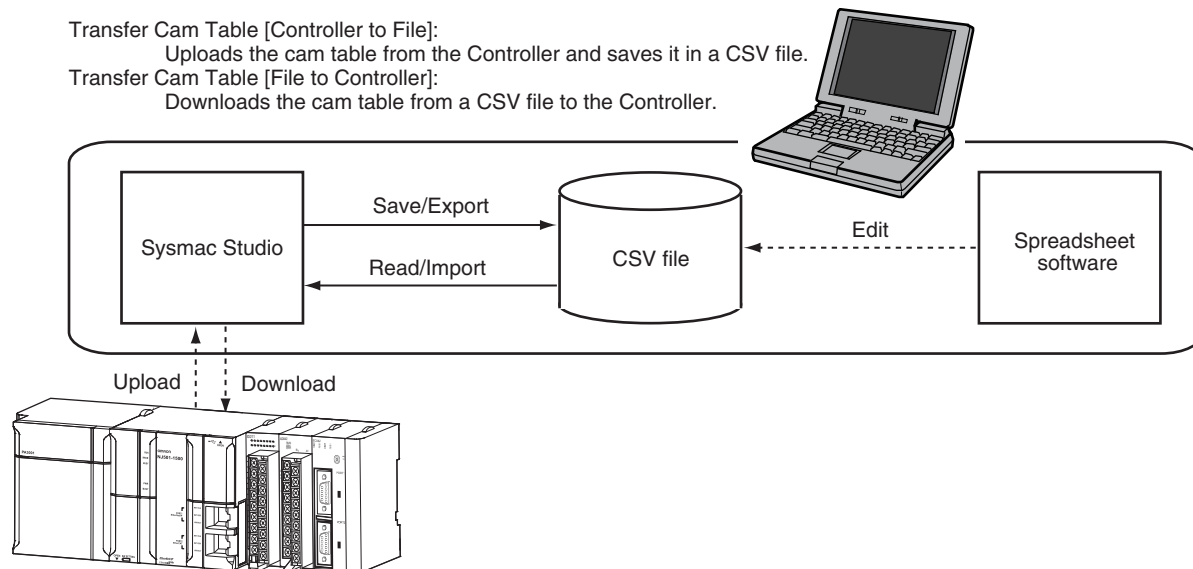 Transfer Cam Table [Controller to File]:
Uploads the cam table from the Controller and saves it in a CSV file.
Transfer Cam Table [File to Controller]:
Downloads the cam table from a CSV file to the Controller.
Save/Export
Edit
Sysmac Studio
CSV file
Spreadsheet
software
Read/Import
Upload
Download
NJ501-1500